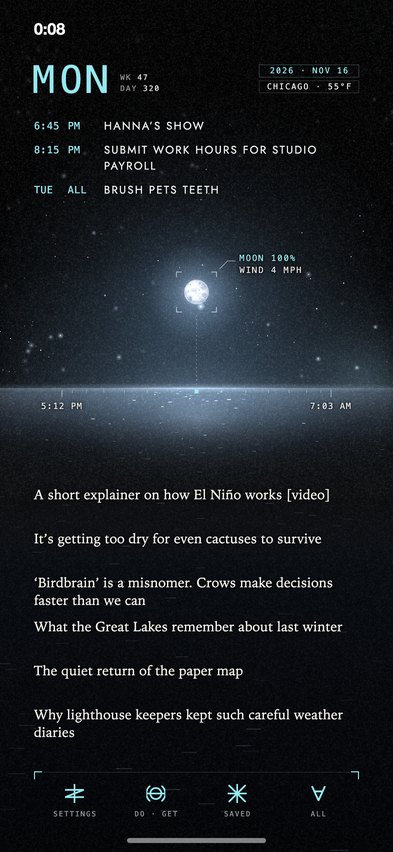 0:08
MON
WK 47
DAY 320
2026 · NOV 16
CHICAGO · 55°F
6:45 PM HANNA’S SHOW
8:15 PM SUBMIT WORK HOURS FOR STUDIO
PAYROLL
TUE ALL BRUSH PETS TEETH
MOON 100%
WIND 4 MPH
5:12 PM
7:03 AM
A short explainer on how El Niño works [video]
It’s getting too dry for even cactuses to survive
‘Birdbrain’ is a misnomer. Crows make decisions
faster than we can
What the Great Lakes remember about last winter
The quiet return of the paper map
Why lighthouse keepers kept such careful weather
diaries
SETTINGS
DO · GET
SAVED
ALL